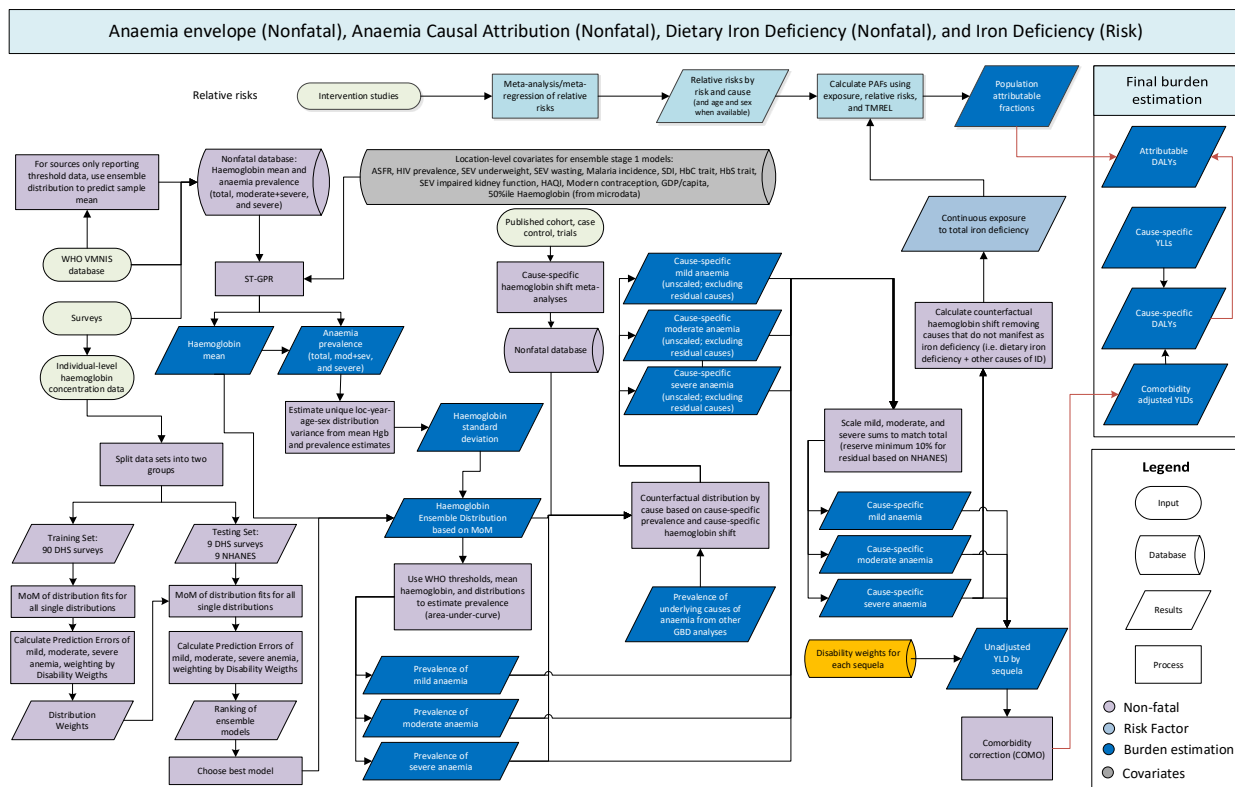 Anaemia envelope (Nonfatal), Anaemia Causal Attribution (Nonfatal), Dietary Iron Deficiency (Nonfatal), and Iron Deficiency (Risk)
Relative risks
Intervention studies
Meta-analysis/meta-
regression of relative
risks
Relative risks by
risk and cause
(and age and sex
when available)
Calculate PAFs using
exposure, relative risks,
and TMREL
Population
attributable
fractions
Final burden
estimation
Attributable
DALYs
Cause-specific
YLLs
Cause-specific
DALYs
Comorbidity
adjusted YLDs
For sources only reporting
threshold data, use
ensemble distribution to
predict sample
mean
Nonfatal database:
Haemoglobin mean and
anaemia prevalence
(total, moderate+severe,
and severe)
Location-level covariates for ensemble stage 1 models:
ASFR, HIV prevalence, SEV underweight, SEV wasting, Malaria incidence, SDI, HbC trait, HbS trait,
SEV impaired kidney function, HAQI, Modern contraception, GDP/capita,
50%ile Haemoglobin (from microdata)
WHO VMNIS
database
ST-GPR
Surveys
Haemoglobin
mean
Anaemia
prevalence
(total, mod+sev,
and severe)
Individual-level
haemoglobin
concentration data
Estimate unique loc-year-
age-sex distribution
variance from mean Hgb
and prevalence estimates
Haemoglobin
standard
deviation
Published cohort, case
control, trials
Cause-specific
haemoglobin shift meta-
analyses
Nonfatal database
Cause-specific
mild anaemia
(unscaled; excluding
residual causes)
Cause-specific
moderate anaemia
(unscaled; excluding
residual causes)
Cause-specific
severe anaemia
(unscaled; excluding
residual causes)
Continuous exposure
to total iron deficiency
Calculate counterfactual
haemoglobin shift removing
causes that do not manifest as
iron deficiency (i.e. dietary iron
deficiency + other causes of ID)
Scale mild, moderate, and
severe sums to match total
(reserve minimum 10% for
residual based on NHANES)
Split data sets into two
groups
Training Set:
90 DHS surveys
Testing Set:
9 DHS surveys
9 NHANES
MoM of distribution fits for
all single distributions
MoM of distribution fits for all
single distributions
Calculate Prediction Errors of
mild, moderate, severe
anemia, weighting by
Disability Weigths
Calculate Prediction Errors of
mild, moderate, severe anemia,
weighting by Disability
Weigths
Distribution
Weights
Ranking of
ensemble
models
Choose best model
Haemoglobin
Ensemble Distribution
based on MoM
Use WHO thresholds, mean
haemoglobin, and distributions
to estimate prevalence
(area-under-curve)
Prevalence of
mild anaemia
Prevalence of
moderate anaemia
Prevalence of
severe anaemia
Counterfactual distribution by
cause based on cause-specific
prevalence and cause-specific
haemoglobin shift
Prevalence of
underlying causes of
anaemia from other
GBD analyses
Cause-specific
mild anaemia
Cause-specific
moderate anaemia
Cause-specific
severe anaemia
Disability weights for
each sequela
Unadjusted
YLD by
sequela
Comorbidity
correction (COMO)
Legend
Input
Database
Results
Process
Non-fatal
Risk Factor
Burden estimation
Covariates